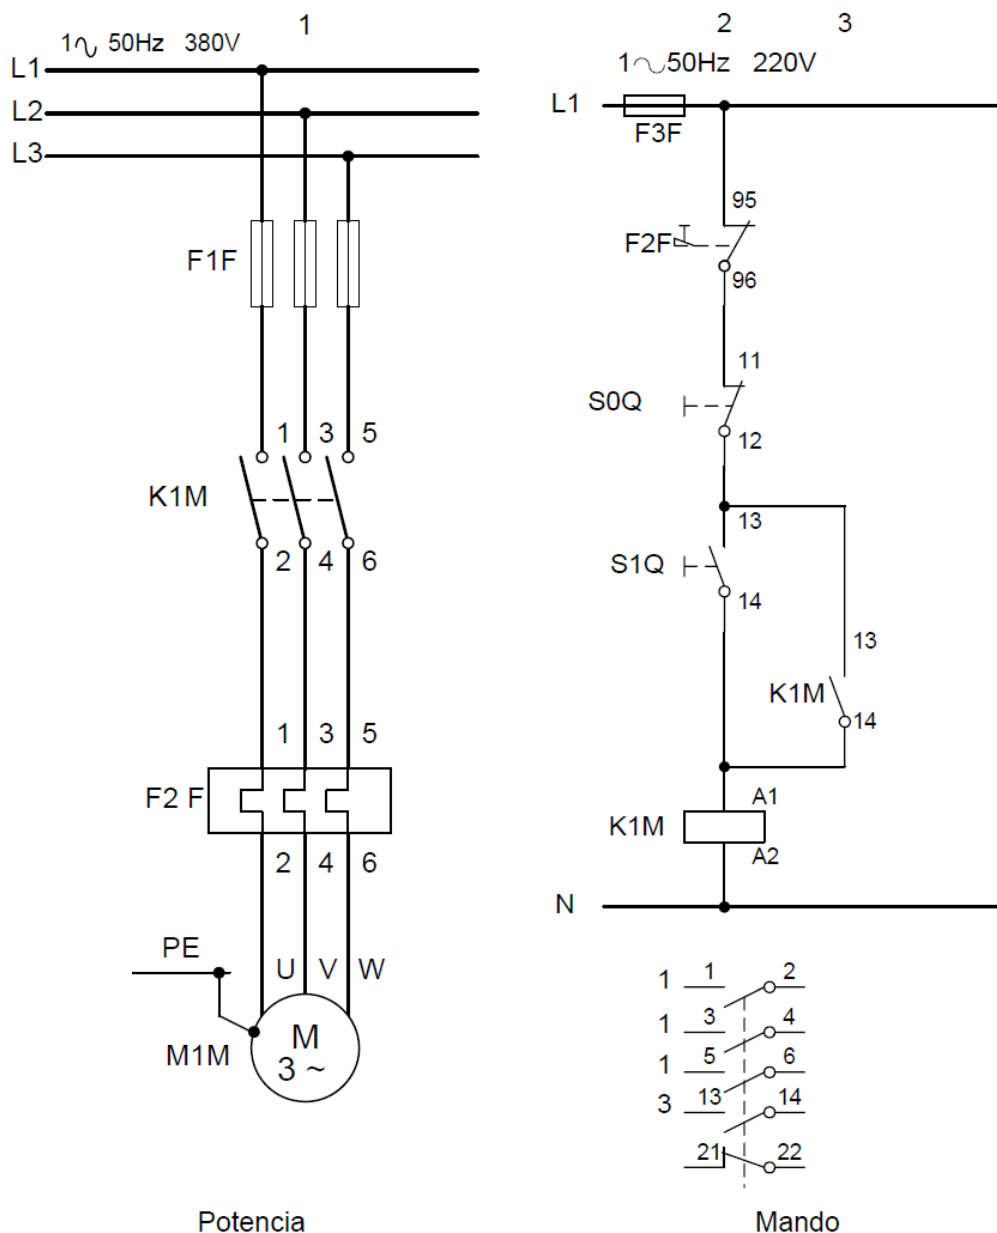 1
1∿ 50Hz 380V
L1
L2
L3
F1F
1 3 5
K1M
2 4 6
1 3 5
F2 F
2 4 6
PE
U V W
M
3 ~
M1M
Potencia
2 3
1∿50Hz 220V
L1
F3F
95
F2F
96
11
S0Q
12
13
S1Q
14
13
K1M
14
A1
K1M
A2
N
1 1 2
1 3 4
1 5 6
3 13 14
21 22
Mando